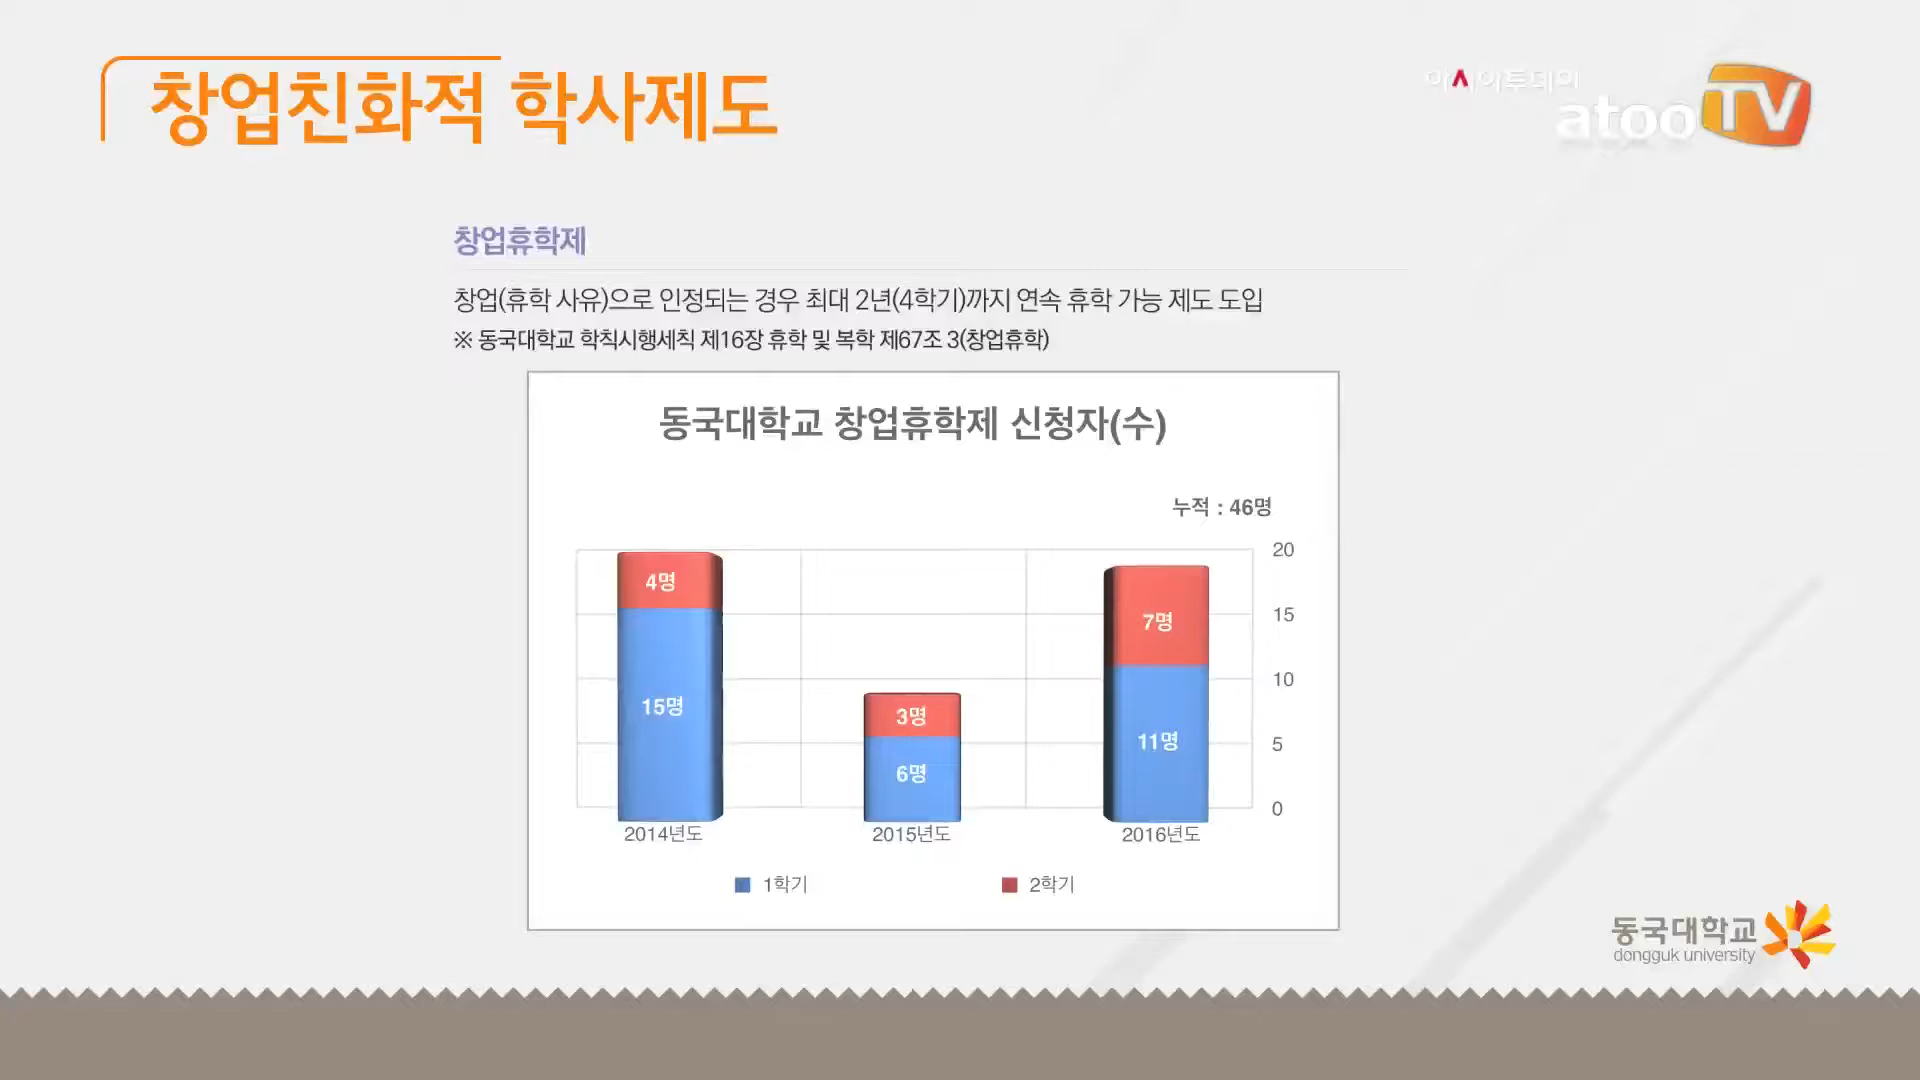 창업친화적 학사제도
아시아투데이
atooTV
창업휴학제
창업(휴학 사유)으로 인정되는 경우 최대 2년(4학기)까지 연속 휴학 가능 제도 도입
※ 동국대학교 학칙시행세칙 제16장 휴학 및 복학 제67조 3(창업휴학)
동국대학교 창업휴학제 신청자(수)
누적 : 46명
20
15
10
5
0
4명
15명
3명
6명
7명
11명
2014년도
2015년도
2016년도
1학기
2학기
동국대학교
dongguk university